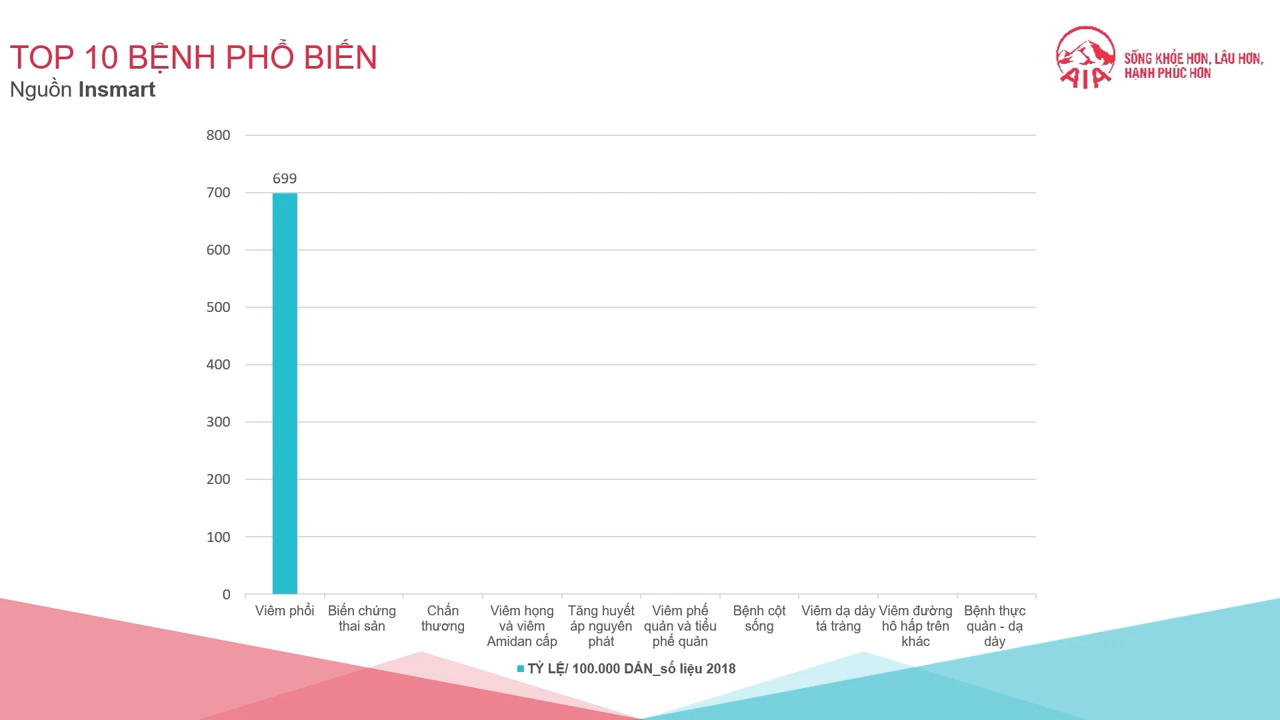 TOP 10 BỆNH PHỔ BIẾN
Nguồn Insmart
AIA
SỐNG KHỎE HƠN, LÂU HƠN,
HẠNH PHÚC HƠN
800
700
600
500
400
300
200
100
0
699
Viêm phổi
Biến chứng
thai sản
Chấn
thương
Viêm họng
và viêm
Amidan cấp
Tăng huyết
áp nguyên
phát
Viêm phế
quản và tiểu
phế quản
Bệnh cột
sống
Viêm dạ dày
tá tràng
Viêm đường
hô hấp trên
khác
Bệnh thực
quản - dạ
dày
TỶ LỆ/ 100.000 DÂN_số liệu 2018